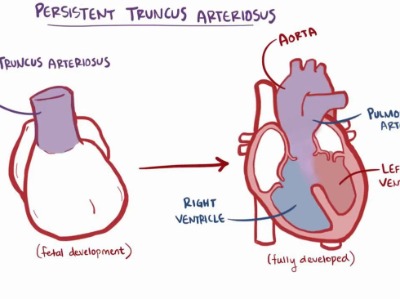 PERSISTENT TRUNCUS ARTERIOSUS
AORTA
TRUNCUS ARTERIOSUS
RIGHT
VENTRICLE
(fetal development)
(fully developed)